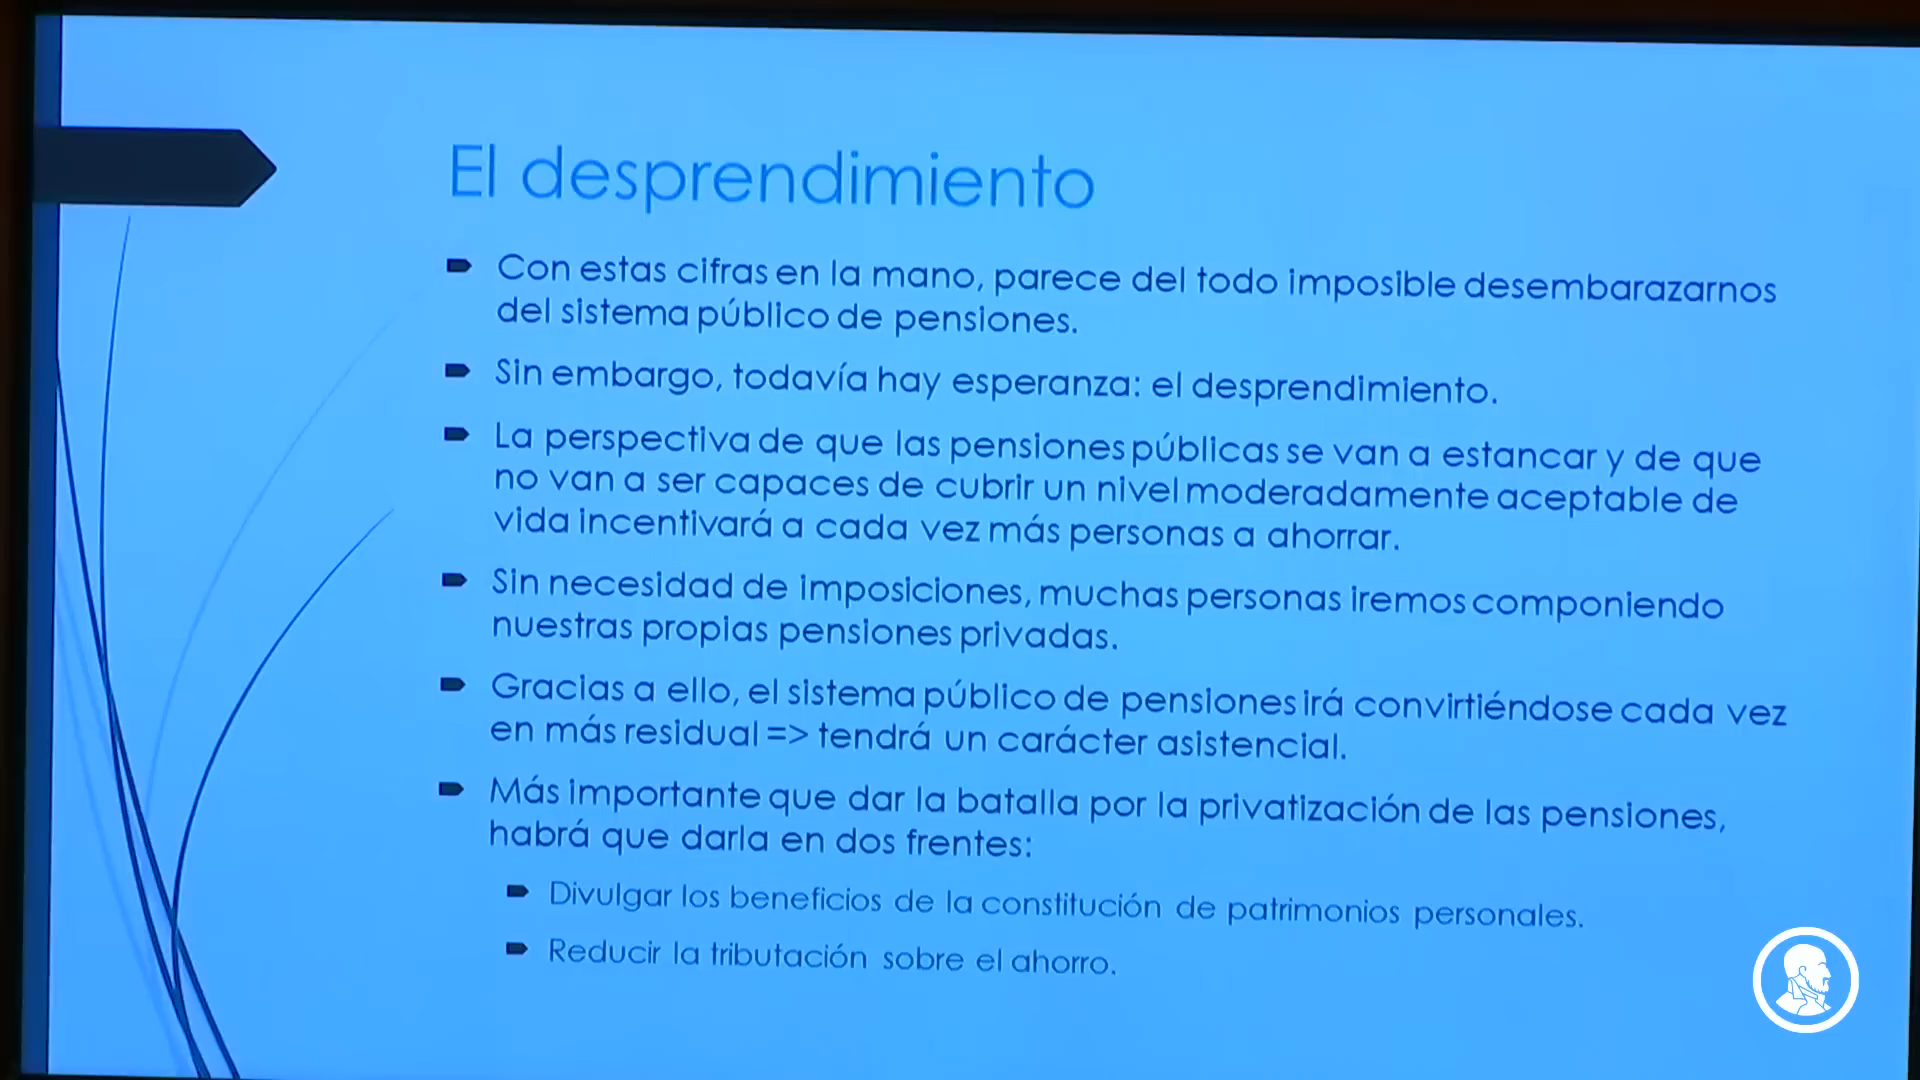 El desprendimiento
Con estas cifras en la mano, parece del todo imposible desembarazarnos
del sistema público de pensiones.
Sin embargo, todavía hay esperanza: el desprendimiento.
La perspectiva de que las pensiones públicas se van a estancar y de que
no van a ser capaces de cubrir un nivel moderadamente aceptable de
vida incentivará a cada vez más personas a ahorrar.
Sin necesidad de imposiciones, muchas personas iremos componiendo
nuestras propias pensiones privadas.
Gracias a ello, el sistema público de pensiones irá convirtiéndose cada vez
en más residual => tendrá un carácter asistencial.
Más importante que dar la batalla por la privatización de las pensiones,
habrá que darla en dos frentes:
Divulgar los beneficios de la constitución de patrimonios personales.
Reducir la tributación sobre el ahorro.